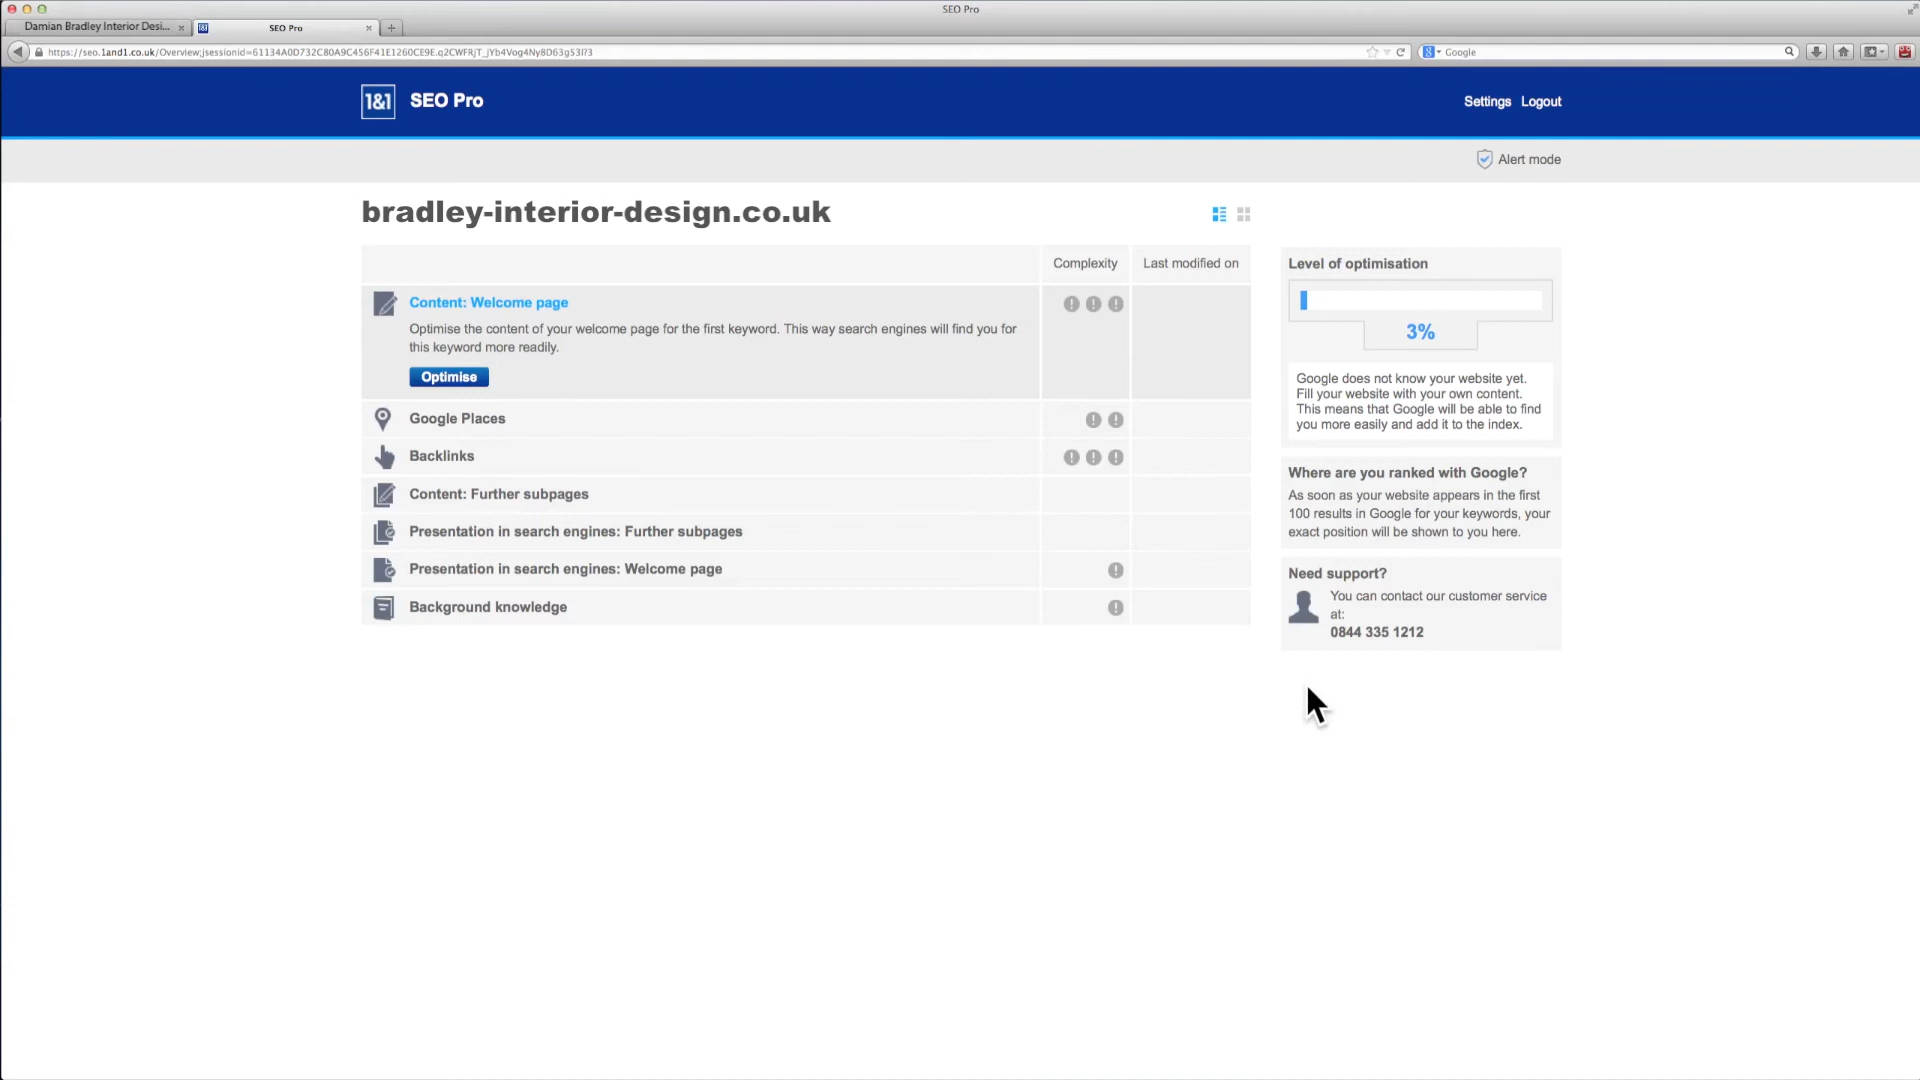 SEO Pro
Damian Bradley Interior Desi...
SEO Pro
Google
1&1
SEO Pro
Settings Logout
Alert mode
bradley-interior-design.co.uk
Complexity
Last modified on
Content: Welcome page
Optimise the content of your welcome page for the first keyword. This way search engines will find you for
this keyword more readily.
Optimise
Google Places
Backlinks
Content: Further subpages
Presentation in search engines: Further subpages
Presentation in search engines: Welcome page
Background knowledge
Level of optimisation
3%
Google does not know your website yet.
Fill your website with your own content.
This means that Google will be able to find
you more easily and add it to the index.
Where are you ranked with Google?
As soon as your website appears in the first
100 results in Google for your keywords, your
exact position will be shown to you here.
Need support?
You can contact our customer service
at:
0844 335 1212